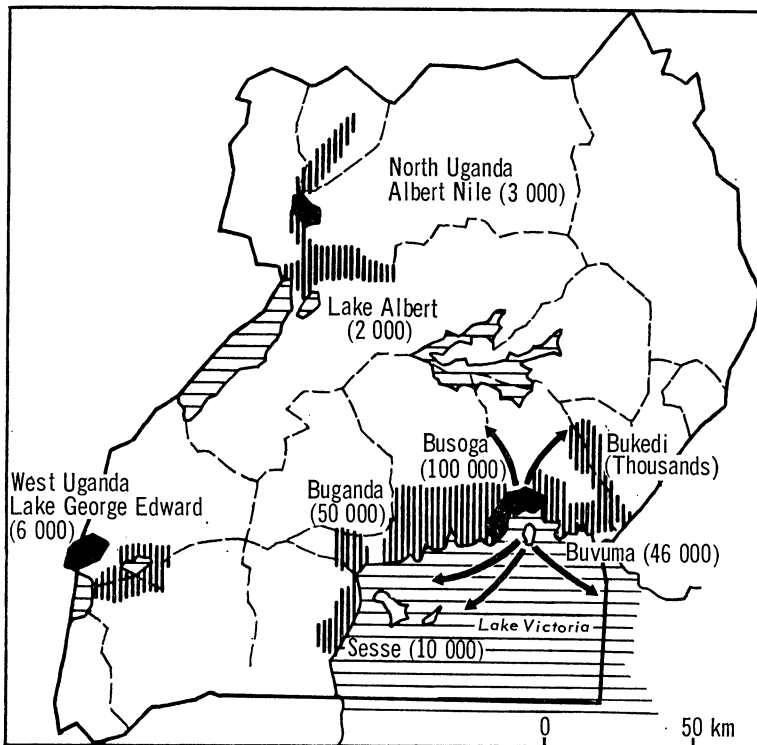 North Uganda
Albert Nile (3 000)
Lake Albert
(2 000)
Busoga
(100 000)
Bukedi
(Thousands)
West Uganda
Lake George Edward
(6 000)
Buganda
(50 000)
Buvuma (46 000)
Lake Victoria
Sesse (10 000)
0 50 km